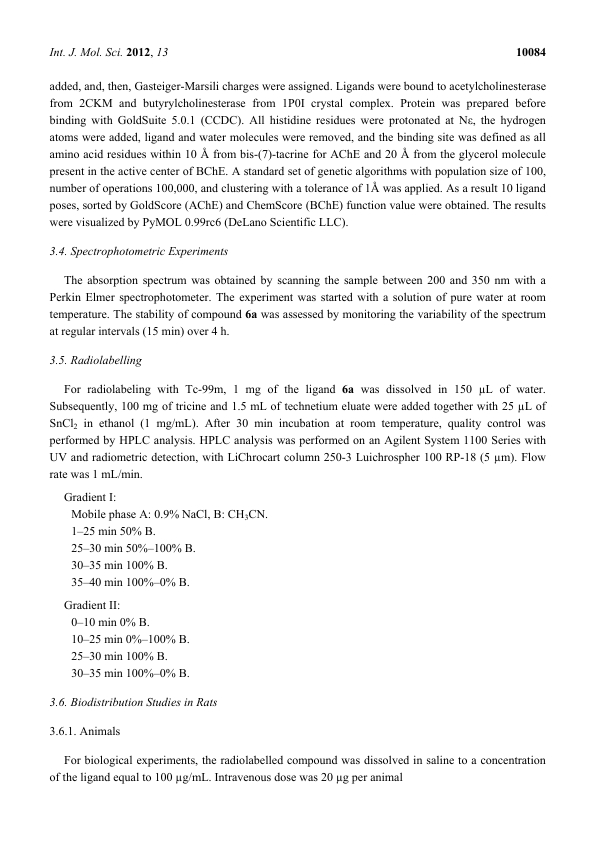 Int. J. Mol. Sci. 2012, 13 10084
added, and, then, Gasteiger-Marsili charges were assigned. Ligands were bound to acetylcholinesterase
from 2CKM and butyrylcholinesterase from 1P0I crystal complex. Protein was prepared before
binding with GoldSuite 5.0.1 (CCDC). All histidine residues were protonated at Nε, the hydrogen
atoms were added, ligand and water molecules were removed, and the binding site was defined as all
amino acid residues within 10 Å from bis-(7)-tacrine for AChE and 20 Å from the glycerol molecule
present in the active center of BChE. A standard set of genetic algorithms with population size of 100,
number of operations 100,000, and clustering with a tolerance of 1Å was applied. As a result 10 ligand
poses, sorted by GoldScore (AChE) and ChemScore (BChE) function value were obtained. The results
were visualized by PyMOL 0.99rc6 (DeLano Scientific LLC).
3.4. Spectrophotometric Experiments
The absorption spectrum was obtained by scanning the sample between 200 and 350 nm with a
Perkin Elmer spectrophotometer. The experiment was started with a solution of pure water at room
temperature. The stability of compound 6a was assessed by monitoring the variability of the spectrum
at regular intervals (15 min) over 4 h.
3.5. Radiolabelling
For radiolabeling with Tc-99m, 1 mg of the ligand 6a was dissolved in 150 µL of water.
Subsequently, 100 mg of tricine and 1.5 mL of technetium eluate were added together with 25 µL of
SnCl₂ in ethanol (1 mg/mL). After 30 min incubation at room temperature, quality control was
performed by HPLC analysis. HPLC analysis was performed on an Agilent System 1100 Series with
UV and radiometric detection, with LiChrocart column 250-3 Luichrospher 100 RP-18 (5 µm). Flow
rate was 1 mL/min.
Gradient I:
Mobile phase A: 0.9% NaCl, B: CH₃CN.
1–25 min 50% B.
25–30 min 50%–100% B.
30–35 min 100% B.
35–40 min 100%–0% B.
Gradient II:
0–10 min 0% B.
10–25 min 0%–100% B.
25–30 min 100% B.
30–35 min 100%–0% B.
3.6. Biodistribution Studies in Rats
3.6.1. Animals
For biological experiments, the radiolabelled compound was dissolved in saline to a concentration
of the ligand equal to 100 µg/mL. Intravenous dose was 20 µg per animal